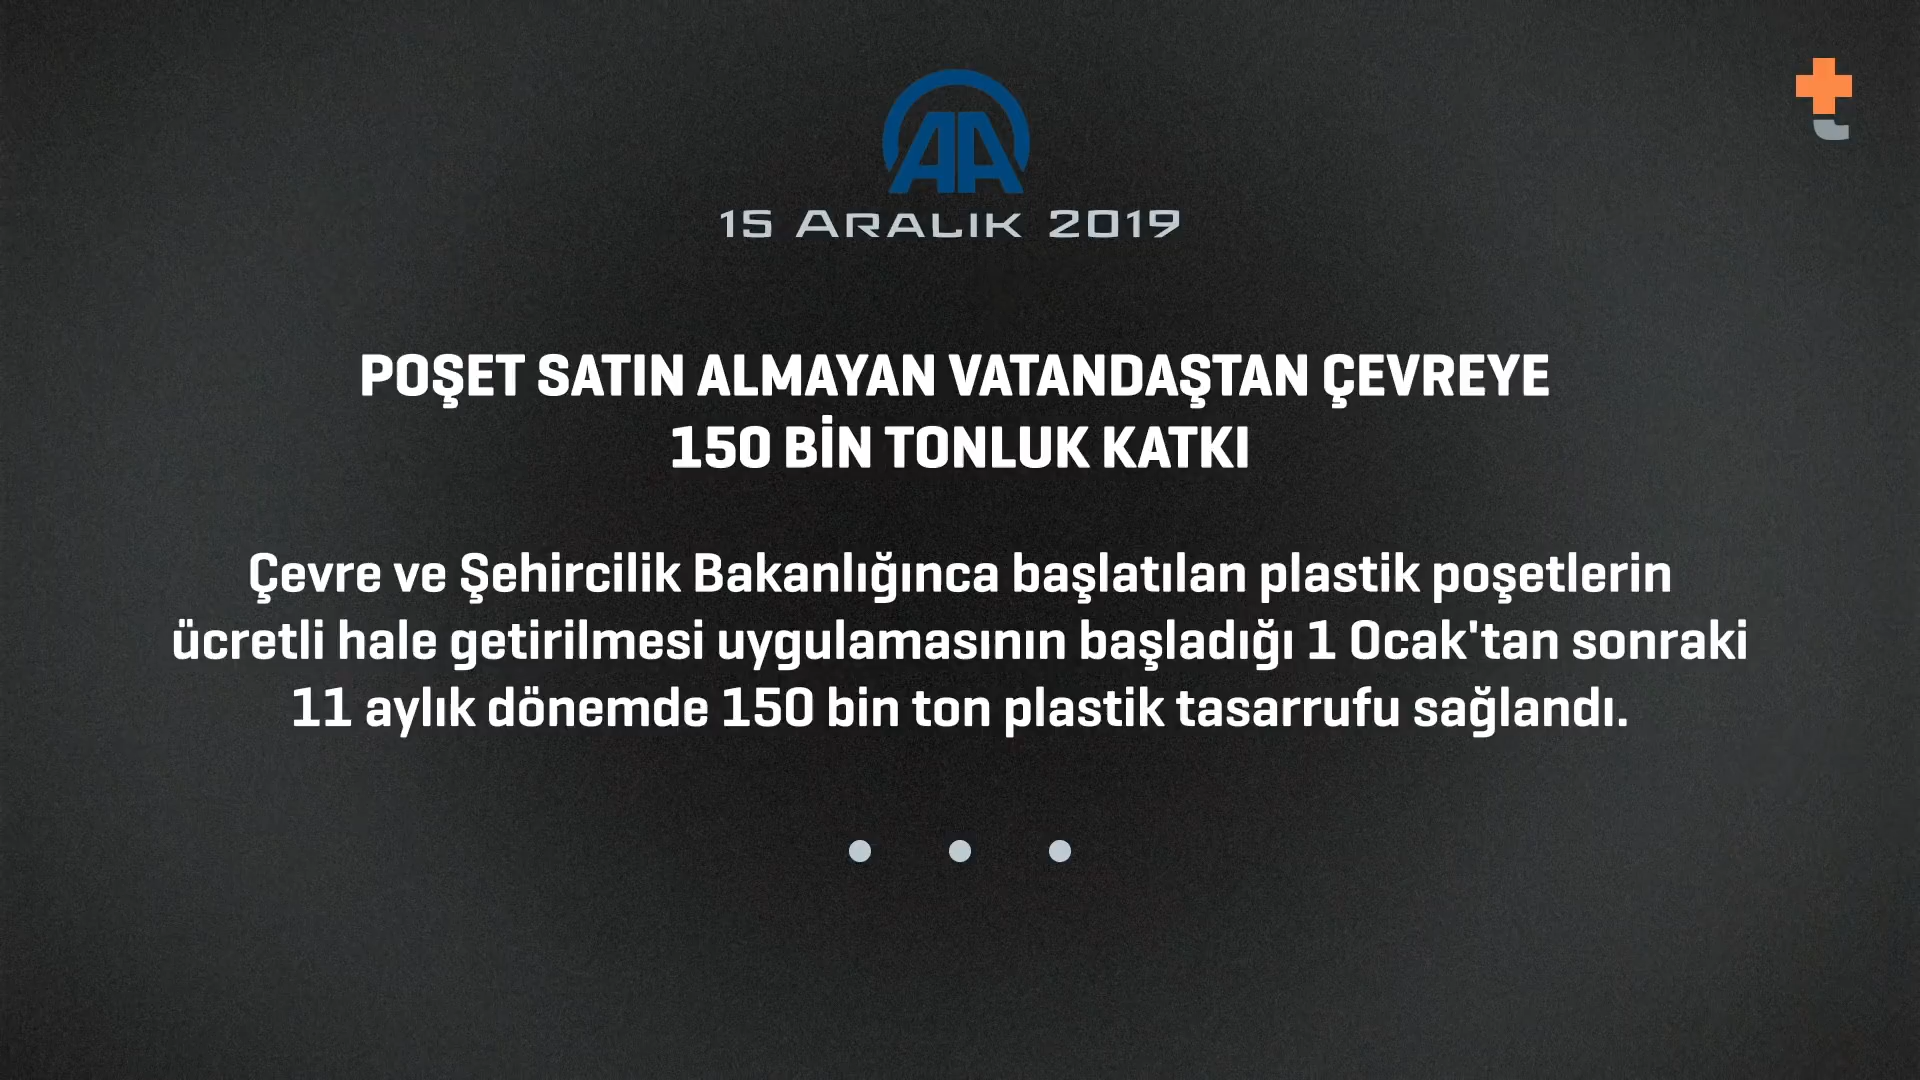 AA
15 ARALIK 2019
t
POŞET SATIN ALMAYAN VATANDAŞTAN ÇEVREYE
150 BİN TONLUK KATKI
Çevre ve Şehircilik Bakanlığınca başlatılan plastik poşetlerin
ücretli hale getirilmesi uygulamasının başladığı 1 Ocak'tan sonraki
11 aylık dönemde 150 bin ton plastik tasarrufu sağlandı.